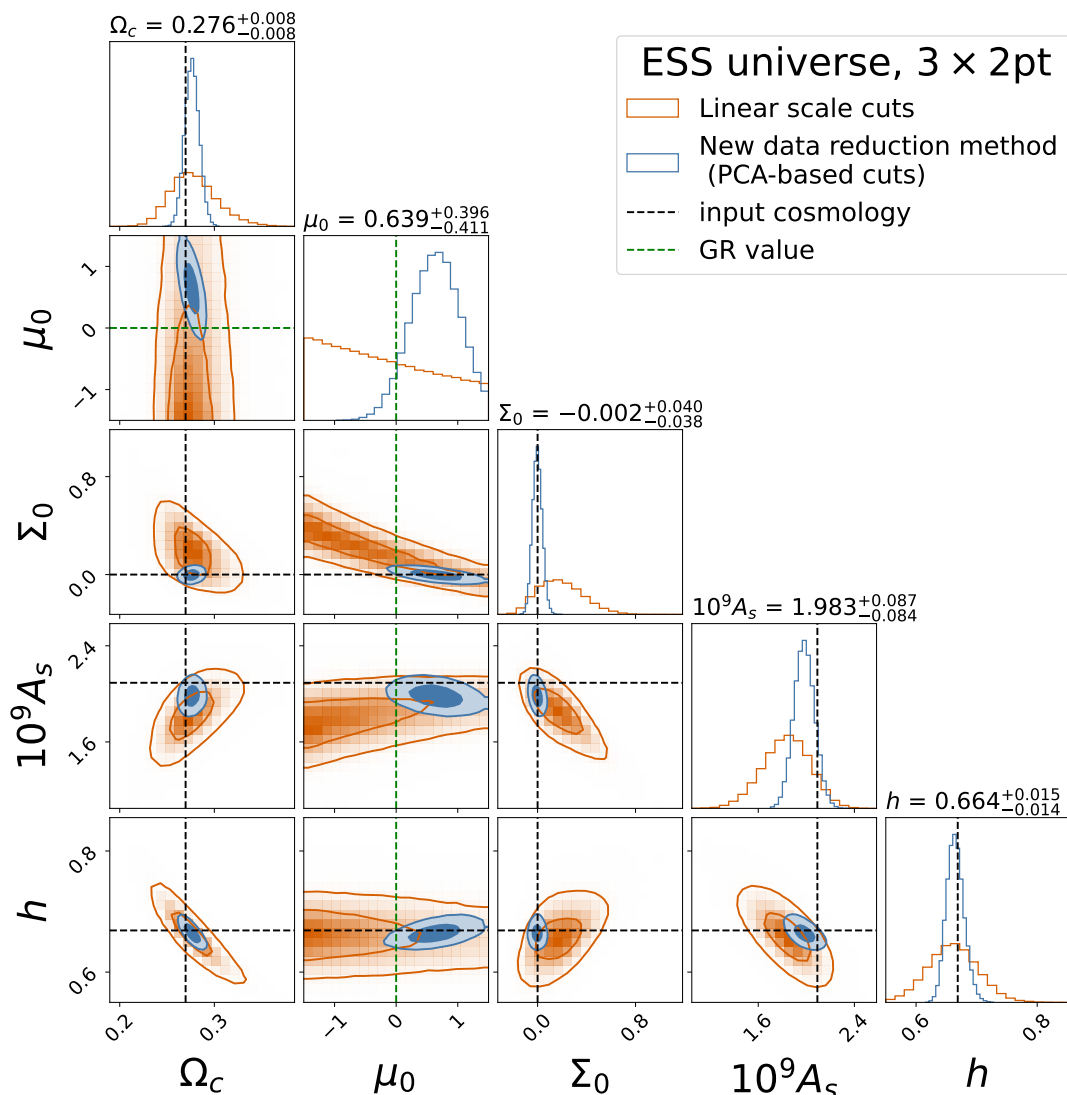 Ω_c = 0.276^{+0.008}_{-0.008}
ESS universe, 3 × 2pt
Linear scale cuts
New data reduction method
(PCA-based cuts)
input cosmology
GR value
μ_0 = 0.639^{+0.396}_{-0.411}
μ_0
1
0
−1
Σ_0 = −0.002^{+0.040}_{-0.038}
Σ_0
0.8
0.0
10^9A_s = 1.983^{+0.087}_{-0.084}
10^9A_s
2.4
1.6
h = 0.664^{+0.015}_{-0.014}
h
0.8
0.6
0.2 0.3 −1 0 1 0.0 0.8 1.6 2.4 0.6 0.8
Ω_c μ_0 Σ_0 10^9A_s h